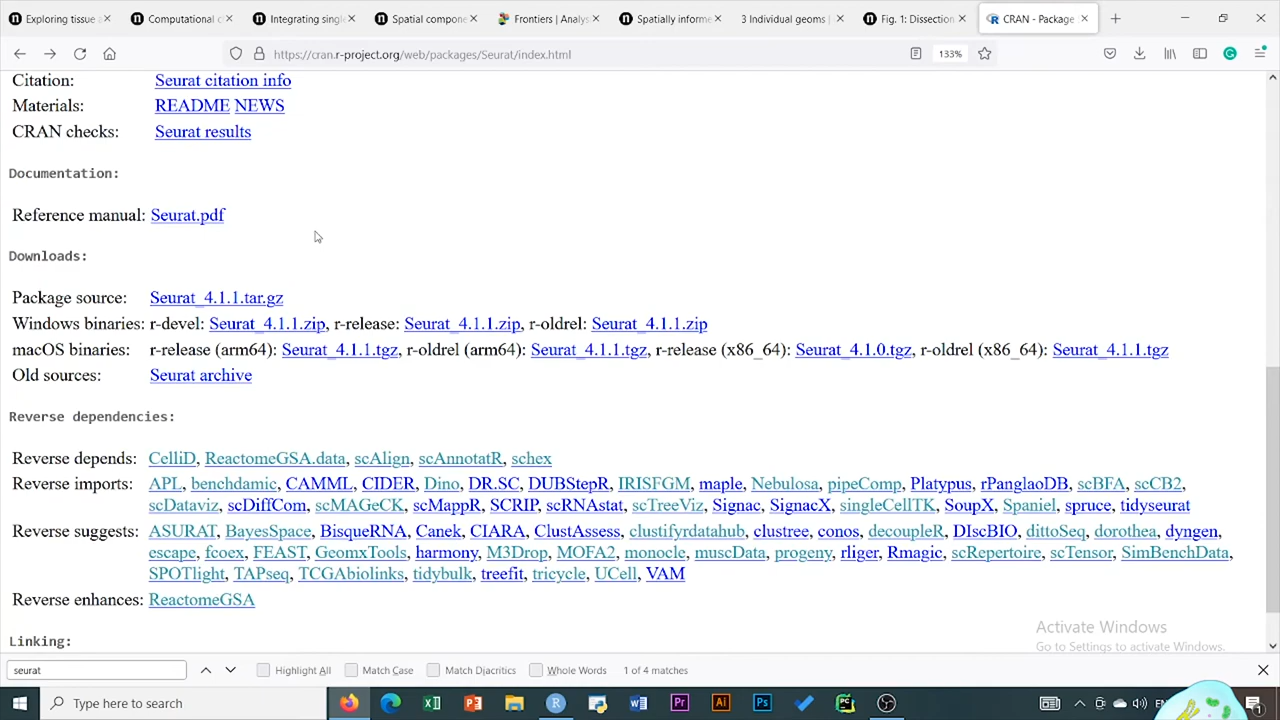 Exploring tissue a
Computational c
Integrating single
Spatial compone
Frontiers | Analys
Spatially informe
3 Individual geoms |
Fig. 1: Dissection
CRAN - Package
https://cran.r-project.org/web/packages/Seurat/index.html
133%
Citation: Seurat citation info
Materials: README NEWS
CRAN checks: Seurat results
Documentation:
Reference manual: Seurat.pdf
Downloads:
Package source: Seurat_4.1.1.tar.gz
Windows binaries: r-devel: Seurat_4.1.1.zip, r-release: Seurat_4.1.1.zip, r-oldrel: Seurat_4.1.1.zip
macOS binaries: r-release (arm64): Seurat_4.1.1.tgz, r-oldrel (arm64): Seurat_4.1.1.tgz, r-release (x86_64): Seurat_4.1.0.tgz, r-oldrel (x86_64): Seurat_4.1.1.tgz
Old sources: Seurat archive
Reverse dependencies:
Reverse depends: CelliD, ReactomeGSA.data, scAlign, scAnnotatR, schex
Reverse imports: APL, benchdamic, CAMML, CIDER, Dino, DR.SC, DUBStepR, IRISFGM, maple, Nebulosa, pipeComp, Platypus, rPanglaoDB, scBFA, scCB2,
scDataviz, scDiffCom, scMAGeCK, scMappR, SCRIP, scRNAstat, scTreeViz, Signac, SignacX, singleCellTK, SoupX, Spaniel, spruce, tidyseurat
Reverse suggests: ASURAT, BayesSpace, BisqueRNA, Canek, CIARA, ClustAssess, clustifyrdatahub, clustree, conos, decoupleR, DIscBIO, dittoSeq, dorothea, dyngen,
escape, fcoex, FEAST, GeomxTools, harmony, M3Drop, MOFA2, monocle, muscData, progeny, rliger, Rmagic, scRepertoire, scTensor, SimBenchData,
SPOTlight, TAPseq, TCGAbiolinks, tidybulk, treefit, tricycle, UCell, VAM
Reverse enhances: ReactomeGSA
Activate Windows
Linking:
Go to Settings to activate Windows.
seurat
Highlight All
Match Case
Match Diacritics
Whole Words
1 of 4 matches
Type here to search